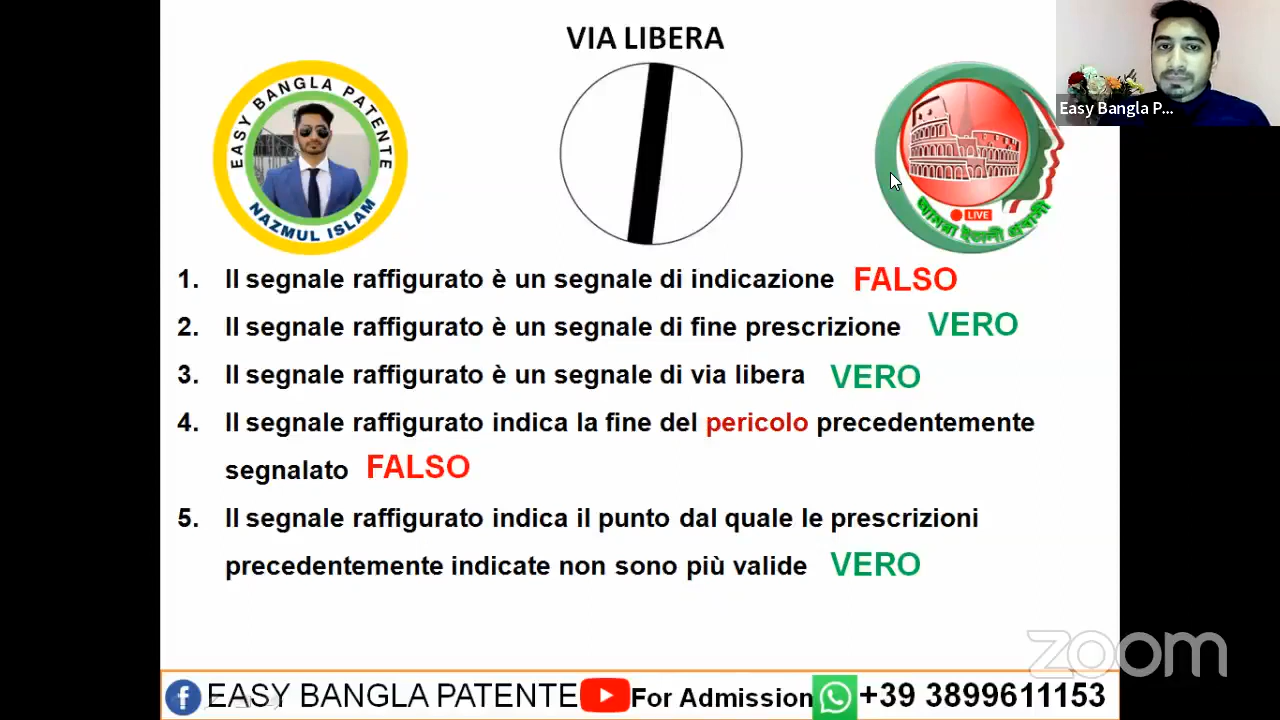 VIA LIBERA
EASY BANGLA PATENTE
NAZMUL ISLAM
LIVE
আমরা ইতালী প্রবাসী
Easy Bangla P...
1. Il segnale raffigurato è un segnale di indicazione FALSO
2. Il segnale raffigurato è un segnale di fine prescrizione VERO
3. Il segnale raffigurato è un segnale di via libera VERO
4. Il segnale raffigurato indica la fine del pericolo precedentemente
segnalato FALSO
5. Il segnale raffigurato indica il punto dal quale le prescrizioni
precedentemente indicate non sono più valide VERO
zoom
EASY BANGLA PATENTE For Admission +39 3899611153